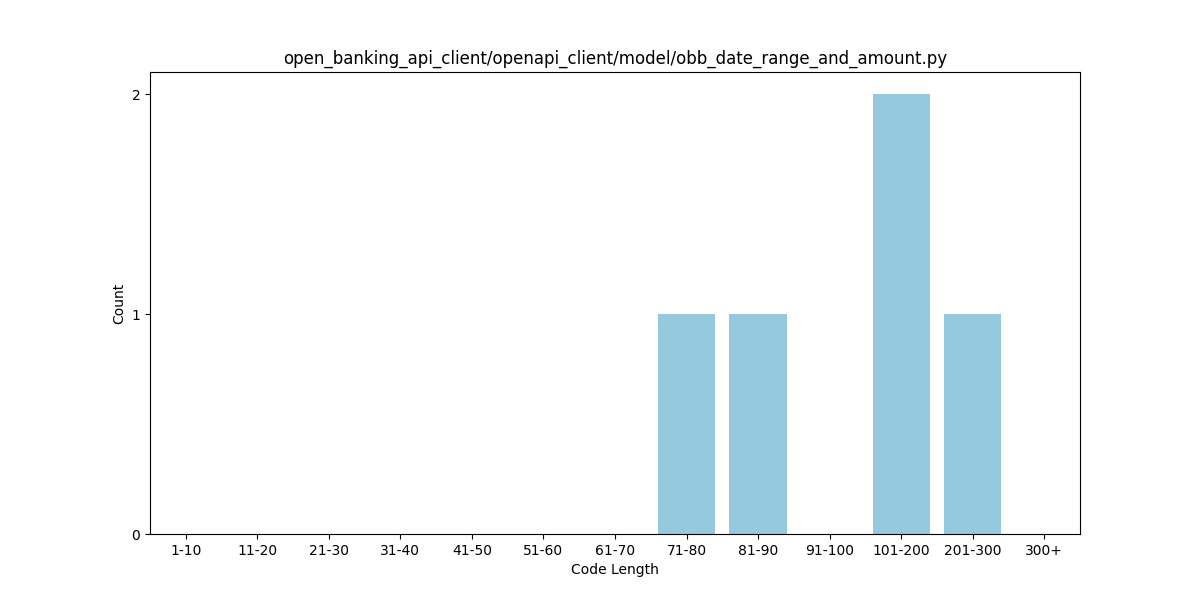 open_banking_api_client/openapi_client/model/obb_date_range_and_amount.py
2
1
0
Count
1-10 11-20 21-30 31-40 41-50 51-60 61-70 71-80 81-90 91-100 101-200 201-300 300+
Code Length